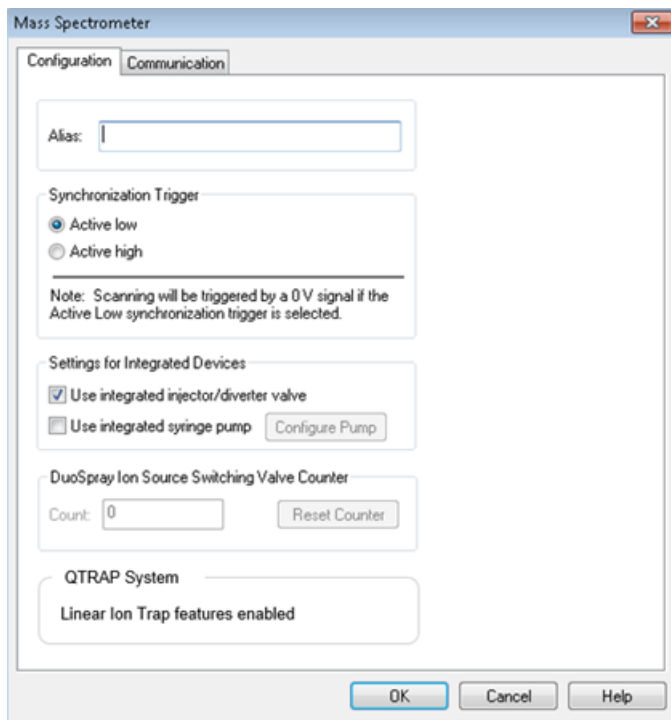 Mass Spectrometer
Configuration
Communication
Alias:
Synchronization Trigger
Active low
Active high
Note: Scanning will be triggered by a 0 V signal if the
Active Low synchronization trigger is selected.
Settings for Integrated Devices
Use integrated injector/diverter valve
Use integrated syringe pump
Configure Pump
DuoSpray Ion Source Switching Valve Counter
Count: 0
Reset Counter
QTRAP System
Linear Ion Trap features enabled
OK
Cancel
Help